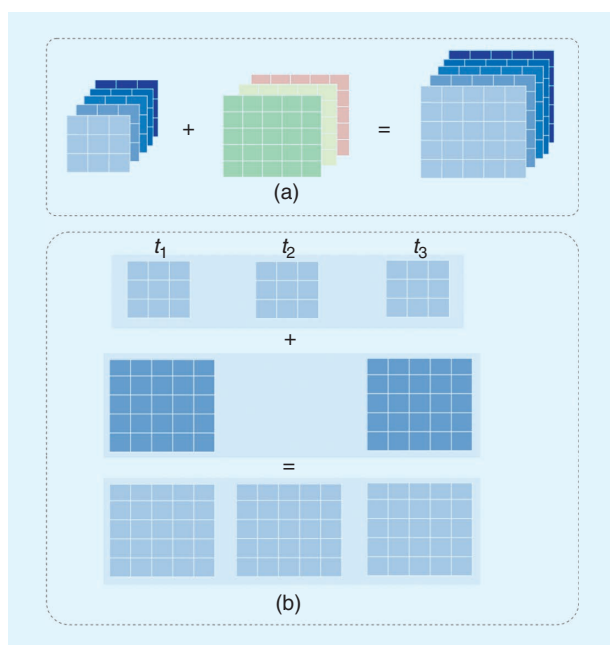 + =
(a)
t₁ t₂ t₃
+
=
(b)